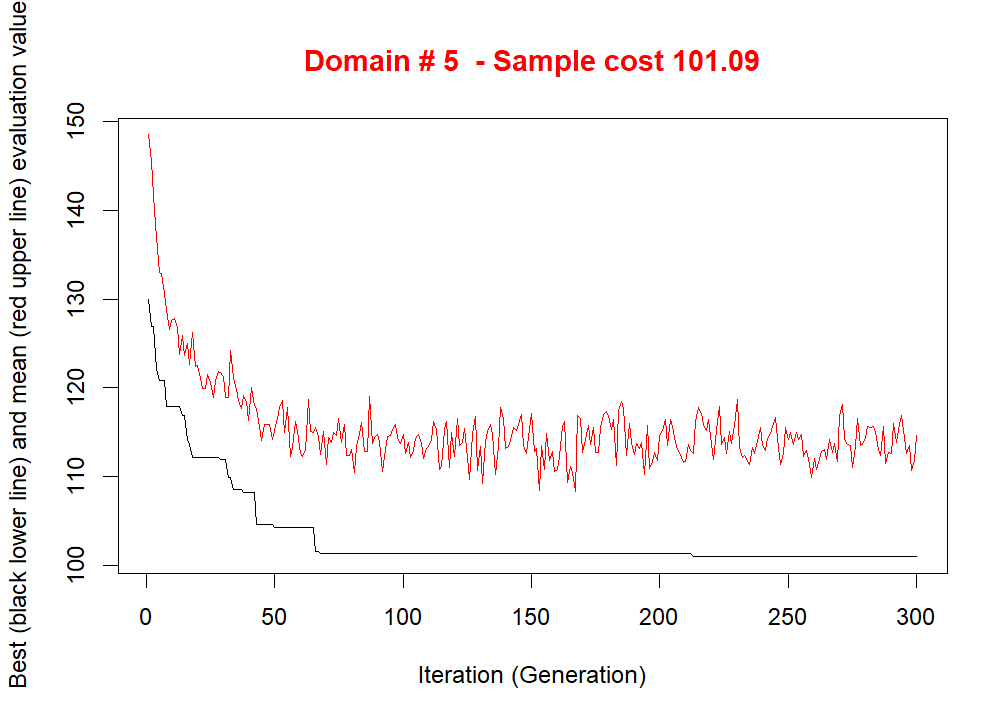 Domain # 5  - Sample cost 101.09
Best (black lower line) and mean (red upper line) evaluation value
150
140
130
120
110
100
0 50 100 150 200 250 300
Iteration (Generation)